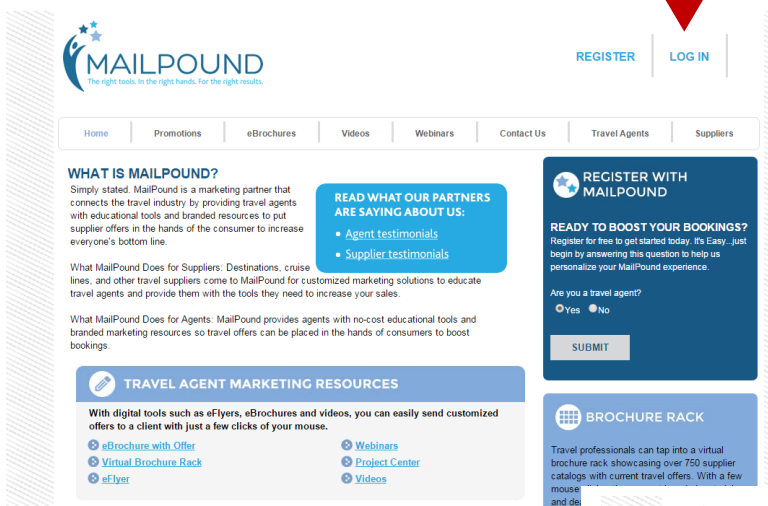 MAILPOUND
The right tools. In the right hands. For the right results.
REGISTER
LOG IN
Home
Promotions
eBrochures
Videos
Webinars
Contact Us
Travel Agents
Suppliers
WHAT IS MAILPOUND?
Simply stated. MailPound is a marketing partner that
connects the travel industry by providing travel agents
with educational tools and branded resources to put
supplier offers in the hands of the consumer to increase
everyone's bottom line.
READ WHAT OUR PARTNERS
ARE SAYING ABOUT US:
Agent testimonials
Supplier testimonials
What MailPound Does for Suppliers: Destinations, cruise
lines, and other travel suppliers come to MailPound for customized marketing solutions to educate
travel agents and provide them with the tools they need to increase your sales.
What MailPound Does for Agents: MailPound provides agents with no-cost educational tools and
branded marketing resources so travel offers can be placed in the hands of consumers to boost
bookings.
TRAVEL AGENT MARKETING RESOURCES
With digital tools such as eFlyers, eBrochures and videos, you can easily send customized
offers to a client with just a few clicks of your mouse.
eBrochure with Offer
Virtual Brochure Rack
eFlyer
Webinars
Project Center
Videos
REGISTER WITH
MAILPOUND
READY TO BOOST YOUR BOOKINGS?
Register for free to get started today. It's Easy...just
begin by answering this question to help us
personalize your MailPound experience.
Are you a travel agent?
Yes No
SUBMIT
BROCHURE RACK
Travel professionals can tap into a virtual
brochure rack showcasing over 750 supplier
catalogs with current travel offers. With a few
mouse
and